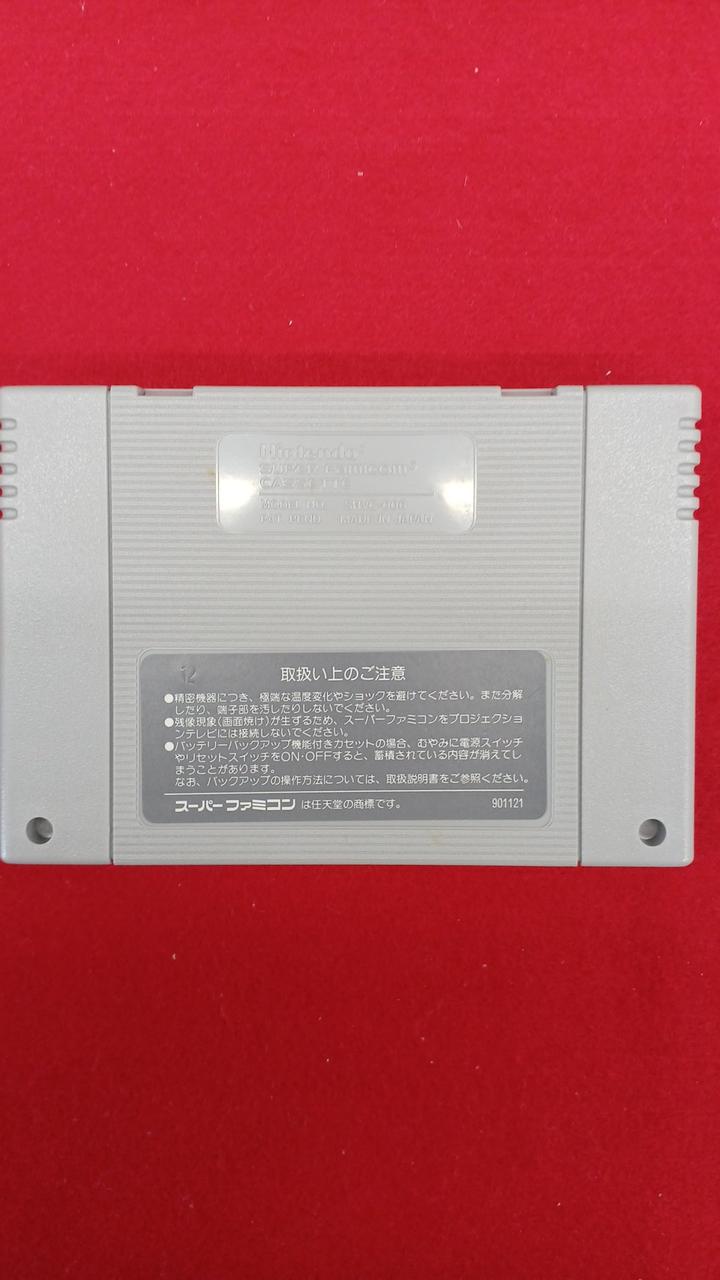 Nintendo®
SUPER Famicom®
CASSETTE
Model No. SHVC-006
PAT. PEND. MADE IN JAPAN
12
取扱い上のご注意
●精密機器につき、極端な温度変化やショックを避けてください。また分解
したり、端子部を汚したりしないでください。
●残像現象(画面焼け)が生ずるため、スーパーファミコンをプロジェクショ
ンテレビには接続しないでください。
●バッテリーバックアップ機能付きカセットの場合、むやみに電源スイッチ
やリセットスイッチをON・OFFすると、蓄積されている内容が消えてし
まうことがあります。
なお、バックアップの操作方法については、取扱説明書をご参照ください。
スーパーファミコン は任天堂の商標です。 901121